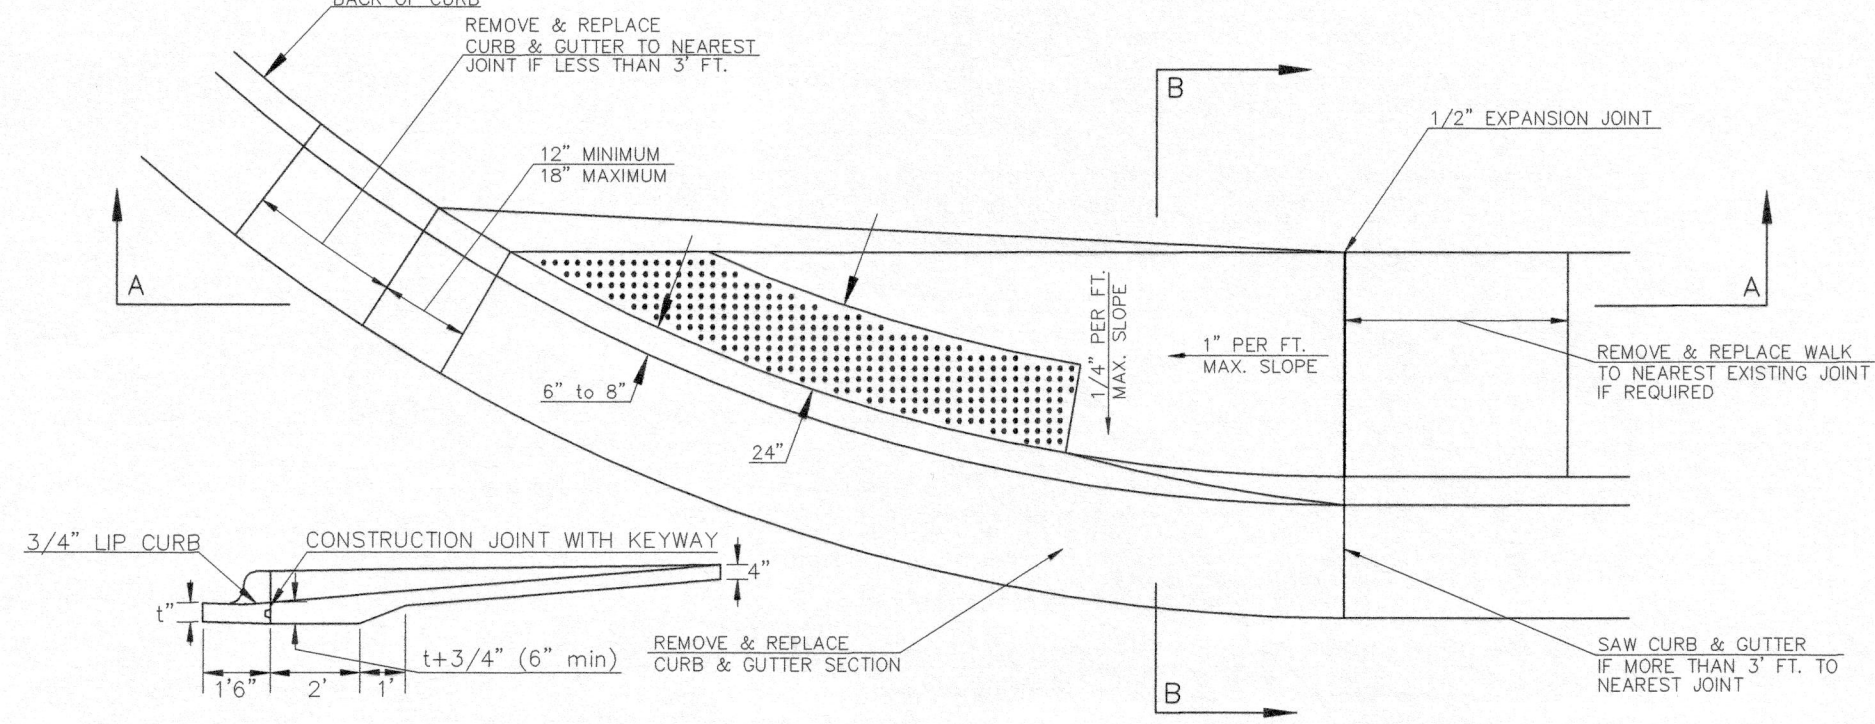 BACK OF CURB
REMOVE & REPLACE
CURB & GUTTER TO NEAREST
JOINT IF LESS THAN 3' FT.
B
1/2" EXPANSION JOINT
12" MINIMUM
18" MAXIMUM
A
A
1/4" PER FT.
MAX. SLOPE
1" PER FT.
MAX. SLOPE
REMOVE & REPLACE WALK
TO NEAREST EXISTING JOINT
IF REQUIRED
6" to 8"
24"
3/4" LIP CURB
CONSTRUCTION JOINT WITH KEYWAY
4"
t"
t+3/4" (6" min)
1'6"
2'
1'
REMOVE & REPLACE
CURB & GUTTER SECTION
SAW CURB & GUTTER
IF MORE THAN 3' FT. TO
NEAREST JOINT
B